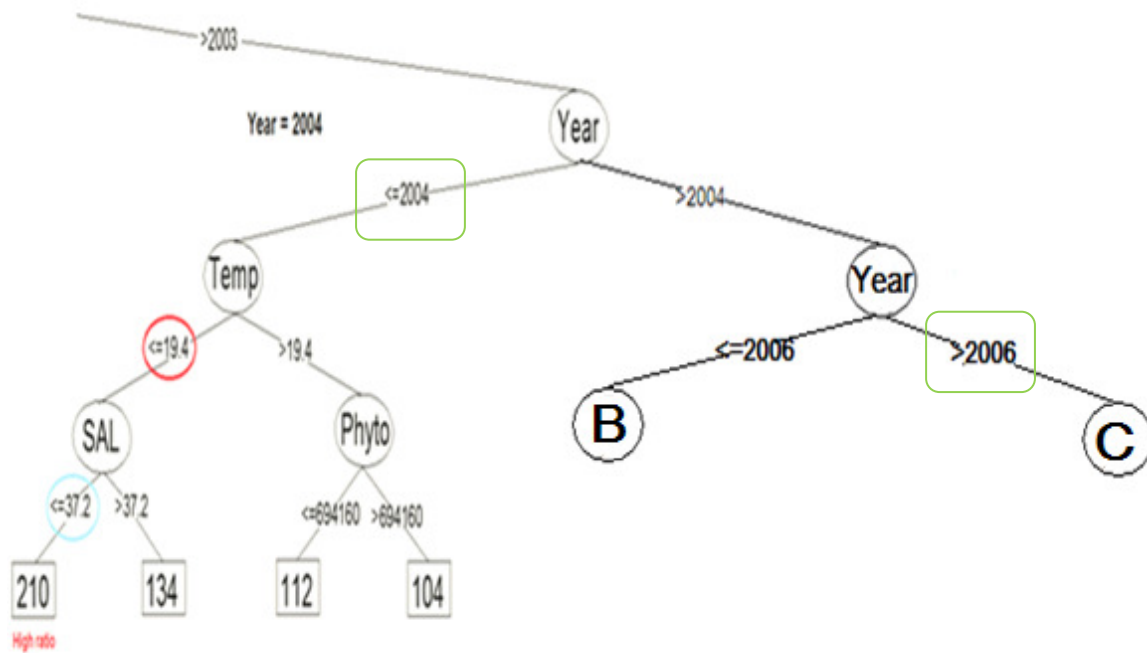 >2003
Year = 2004
Year
<=2004
>2004
Temp
Year
<=19.4
>19.4
<=2006
>2006
SAL
Phyto
B
C
<=37.2
>37.2
<=694160
>694160
210
134
112
104
High ratio